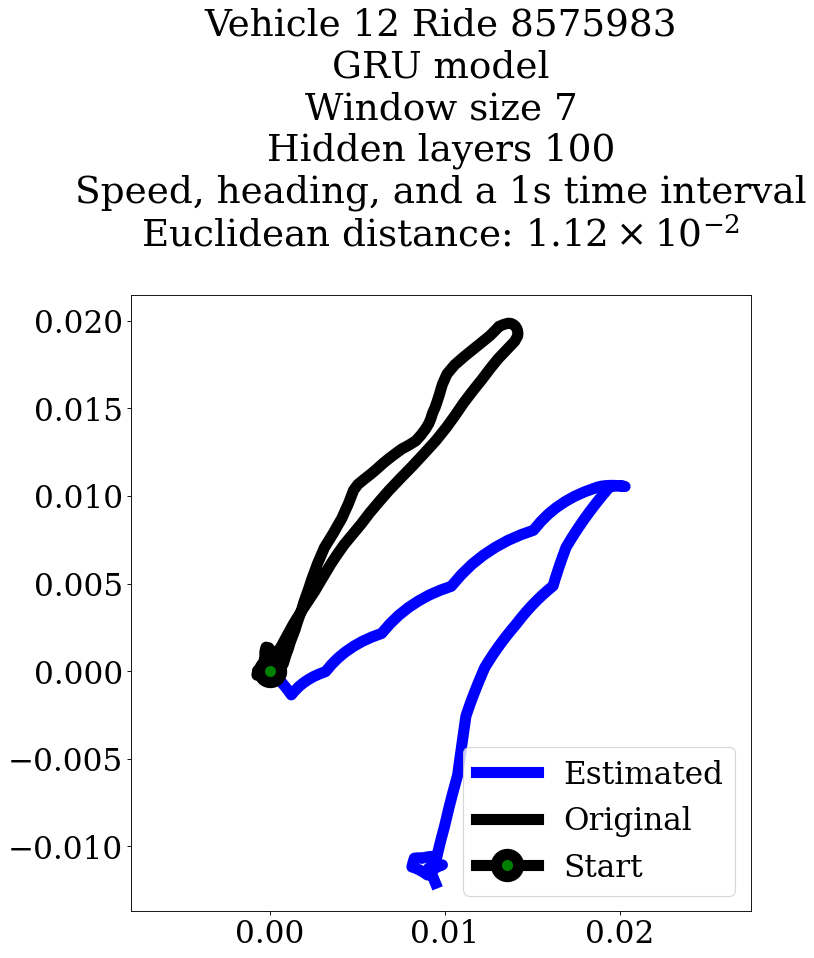 Vehicle 12 Ride 8575983
GRU model
Window size 7
Hidden layers 100
Speed, heading, and a 1s time interval
Euclidean distance: 1.12 × 10⁻²
0.020
0.015
0.010
0.005
0.000
−0.005
−0.010
Estimated
Original
Start
0.00 0.01 0.02